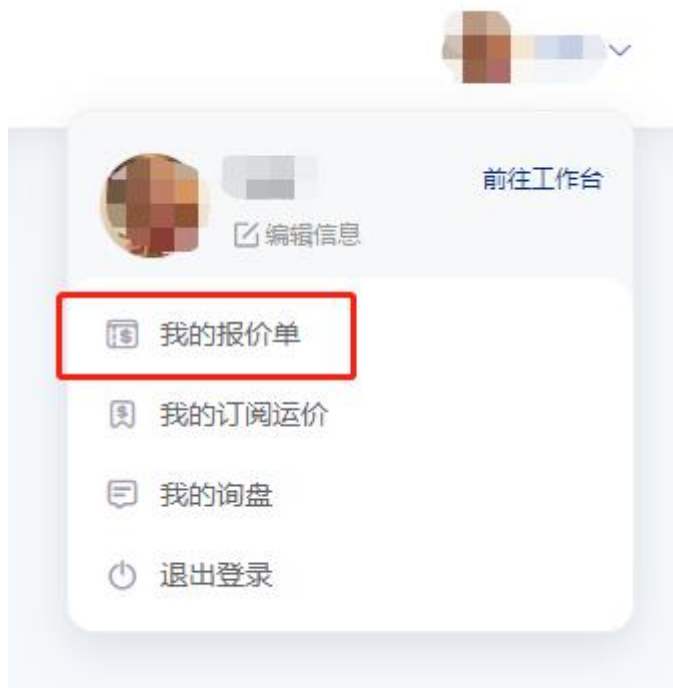 前往工作台
编辑信息
我的报价单
我的订阅运价
我的询盘
退出登录